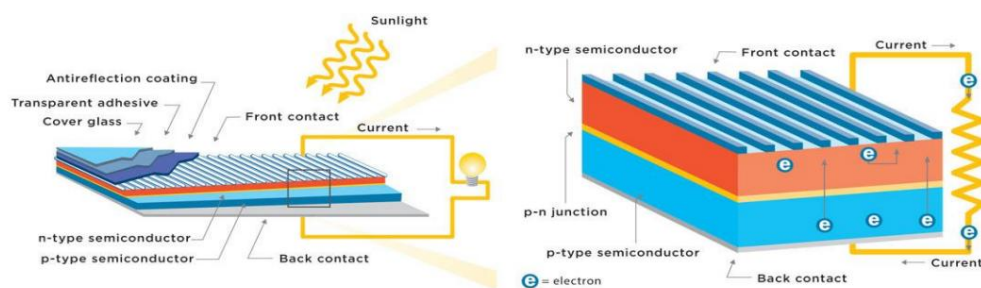 Sunlight
Antireflection coating
Transparent adhesive
Cover glass
Front contact
Current
n-type semiconductor
p-type semiconductor
Back contact
n-type semiconductor
Front contact
Current
e
e
e
e
p-n junction
e
e
e
p-type semiconductor
e
Current
Back contact
e = electron